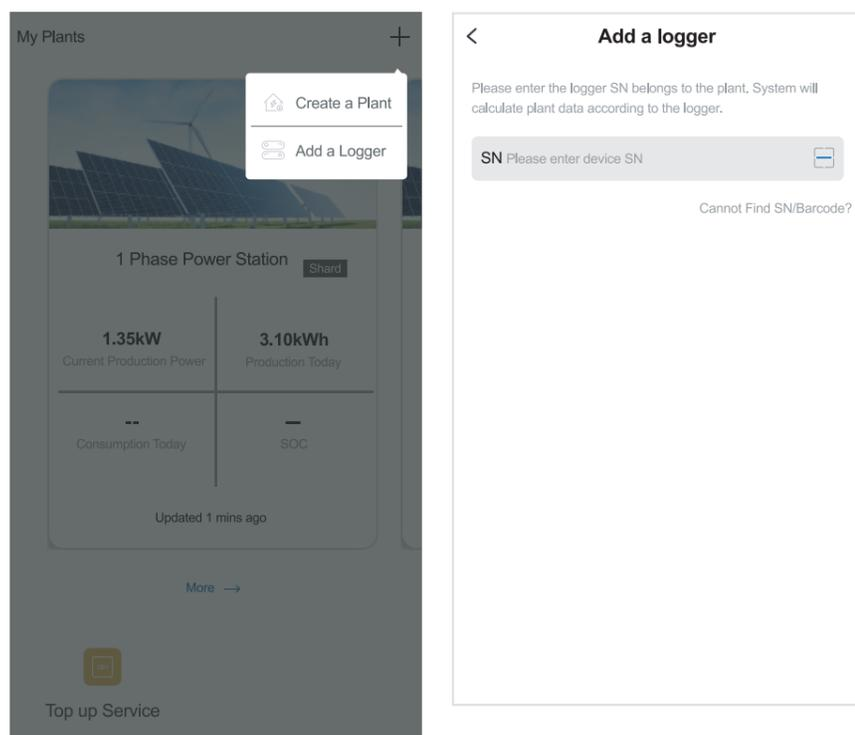 My Plants
Create a Plant
Add a Logger
1 Phase Power Station
Shard
1.35kW
3.10kWh
Current Production Power
Production Today
--
—
Consumption Today
SOC
Updated 1 mins ago
More →
Top up Service
Add a logger
Please enter the logger SN belongs to the plant, System will
calculate plant data according to the logger.
SN Please enter device SN
Cannot Find SN/Barcode?